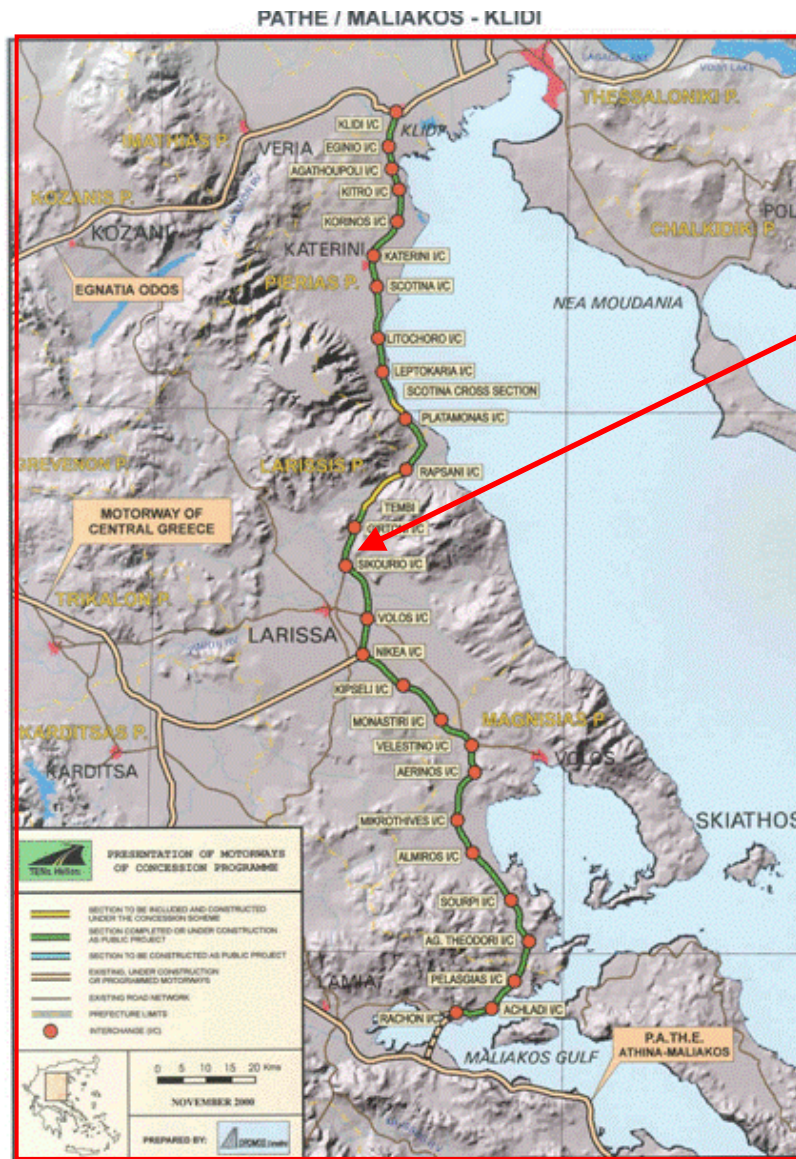 PATHE / MALIAKOS - KLIDI
THESSALONIKI P.
KLIDI I/C
KLIDI
IMATHIAS P.
VERIA
EGINIO I/C
AGATHOUPOLI I/C
KITRO I/C
KOZANIS P.
KORINOS I/C
CHALKIDIKI P.
KOZANI
KATERINI
KATERINI I/C
PIERIAS P.
EGNATIA ODOS
SCOTINA I/C
NEA MOUDANIA
LITOCHORO I/C
LEPTOKARIA I/C
SCOTINA CROSS SECTION
PLATAMONAS I/C
GREVENON P.
LARISSIS P.
RAPSANI I/C
MOTORWAY OF
CENTRAL GREECE
TEMBI
SIKOURIO I/C
TRIKALON P.
VOLOS I/C
LARISSA
NIKEA I/C
KIPSELI I/C
KARDITSAS P.
MONASTIRI I/C
MAGNISIAS P.
VELESTINO I/C
VOLOS
KARDITSA
AERINOS I/C
MIKROTHIVES I/C
SKIATHOS
ALMIROS I/C
TENs Hellas
PRESENTATION OF MOTORWAYS
OF CONCESSION PROGRAMME
SOURPI I/C
SECTION TO BE INCLUDED AND CONSTRUCTED
UNDER THE CONCESSION SCHEME
SECTION COMPLETED OR UNDER CONSTRUCTION
AS PUBLIC PROJECT
AG. THEODORI I/C
SECTION TO BE CONSTRUCTED AS PUBLIC PROJECT
EXISTING, UNDER CONSTRUCTION
OR PROGRAMMED MOTORWAYS
LAMIA
PELASGIAS I/C
EXISTING ROAD NETWORK
PREFECTURE LIMITS
RACHON I/C
ACHLADI I/C
INTERCHANGE (I/C)
P.A.TH.E.
ATHINA-MALIAKOS
MALIAKOS GULF
0 5 10 15 20 Kms
NOVEMBER 2000
PREPARED BY: